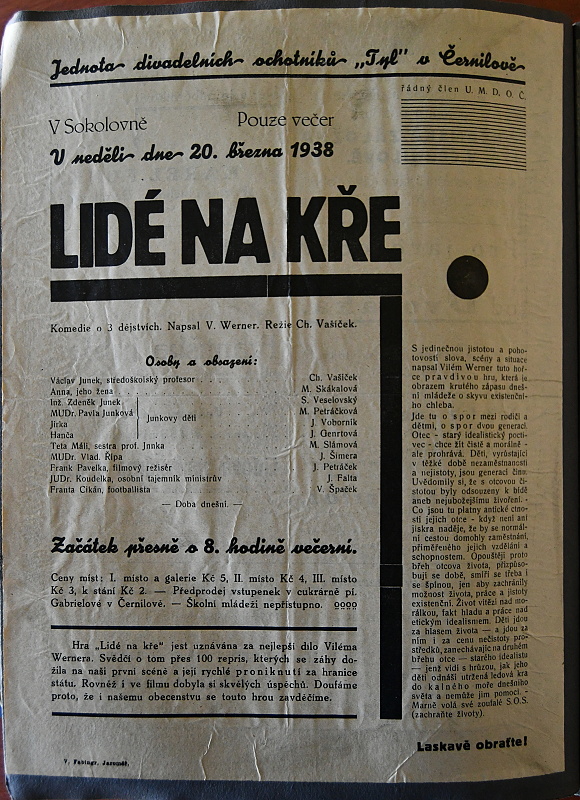 Jednota divadelních ochotníků „Tyl" v Černilově
řádný člen U. M. D. O. Č.
V Sokolovně Pouze večer
V neděli dne 20. března 1938
LIDÉ NA KŘE
Komedie o 3 dějstvích. Napsal V. Werner. Režie Ch. Vašíček.
Osoby a obsazení:
Václav Junek, středoškolský profesor . . . Ch. Vašíček
Anna, jeho žena . . . M. Skákalová
Inž. Zdeněk Junek S. Veselovský
MUDr. Pavla Junková M. Petráčková
Jirka Junkovy děti J. Voborník
Hanča J. Genrtová
Teta Máli, sestra prof. Junka M. Slámová
MUDr. Vlad. Řípa J. Šimera
Frank Pavelka, filmový režisér J. Petráček
JUDr. Koudelka, osobní tajemník ministrův J. Falta
Franta Cikán, footballista V. Špaček
— Doba dnešní. —
Začátek přesně o 8. hodině večerní.
Ceny míst: I. místo a galerie Kč 5, II. místo Kč 4, III. místo
Kč 3, k stání Kč 2. — Předprodej vstupenek v cukrárně pí.
Gabrielové v Černilově. — Školní mládeži nepřístupno.
Hra „Lidé na kře" jest uznávána za nejlepší dílo Viléma
Wernera. Svědčí o tom přes 100 repris, kterých se záhy do-
žila na naší první scéně a její rychlé proniknutí za hranice
státu. Rovněž i ve filmu dobyla si skvělých úspěchů. Doufáme
proto, že i našemu obecenstvu se touto hrou zavděčíme.
S jedinečnou jistotou a poho-
tovostí slova, scény a situace
napsal Vilém Werner tuto hoř-
ce pravdivou hru, která je
obrazem krutého zápasu dneš-
ní mládeže o skývu existenční-
ho chleba.
Jde tu o spor mezi rodiči a
dětmi, o spor dvou generací.
Otec - starý idealistický pocti-
vec - chce žít čistě a morálně -
ale prohrává. Děti, vyrůstající
v těžké době nezaměstnanosti
a nejistoty, jsou generací činu.
Uvědomily si, že s otcovou či-
stotou byly odsouzeny k bídě
aneb nejubožejšímu živoření. -
Co jsou tu platny antické ctno-
sti jejich otce - když není ani
jiskra naděje, že by se normál-
ní cestou domohly zaměstnání,
přiměřeného jejich vzdělání a
schopnostem. Opouštějí proto
břeh otcova života, přizpůso-
bují se době, smíří se třeba i
se špínou, jen aby zachránily
možnost života, práce a jistoty
existenční. Život vítězí nad mo-
rálkou, fakt hladu a práce nad
etickým idealismem. Děti jdou
za hlasem života — a jdou za
ním i za cenu nečistoty pro-
středků, zanechávajíc na druhém
břehu otce — starého idealistu
— jenž vidí s hrůzou, jak jeho
děti odnáší utržená ledová kra
do kalného moře dnešního
světa a nemůže jim pomoci. -
Marně volá své zoufalé S.O.S.
(zachraňte životy).
Laskavě obraťte!
V. Fabingr, Jaroměř.